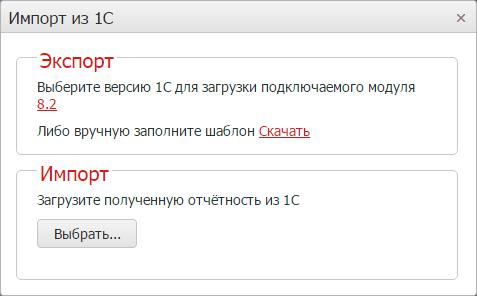 Импорт из 1С
Экспорт
Выберите версию 1С для загрузки подключаемого модуля
8.2
Либо вручную заполните шаблон Скачать
Импорт
Загрузите полученную отчётность из 1С
Выбрать...